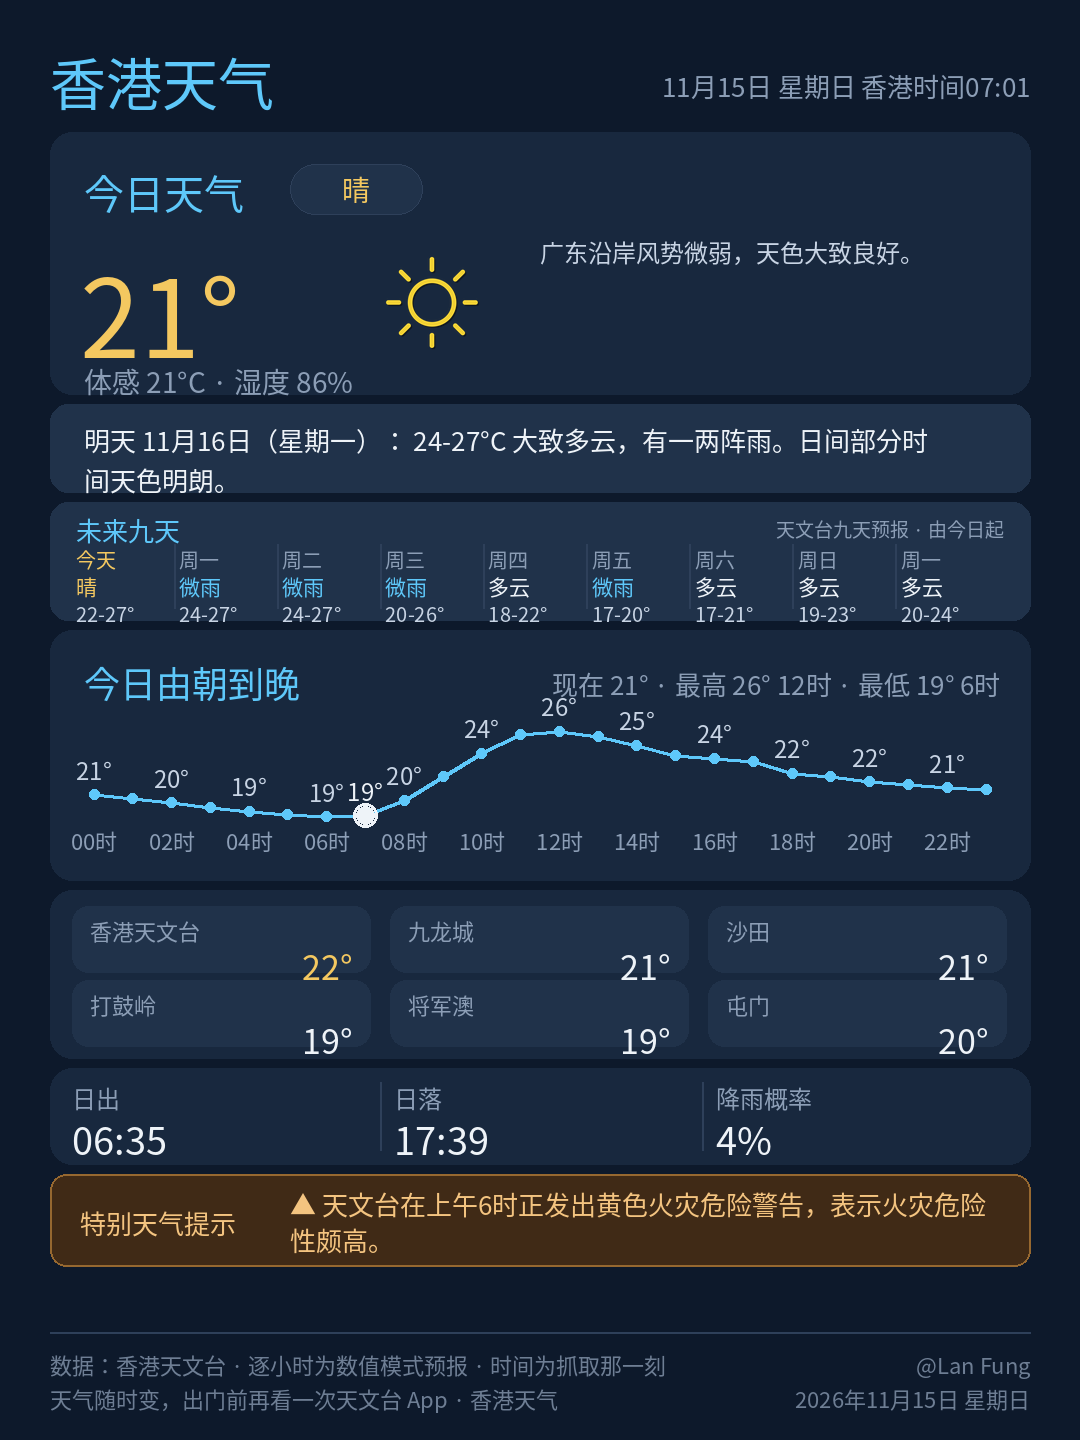 香港天气
11月15日 星期日 香港时间07:01
今日天气
晴
广东沿岸风势微弱，天色大致良好。
21°
体感 21°C · 湿度 86%
明天 11月16日（星期一）：24-27°C 大致多云，有一两阵雨。日间部分时
间天色明朗。
未来九天
天文台九天预报 · 由今日起
今天 周一 周二 周三 周四 周五 周六 周日 周一
晴 微雨 微雨 微雨 多云 微雨 多云 多云 多云
22-27° 24-27° 24-27° 20-26° 18-22° 17-20° 17-21° 19-23° 20-24°
今日由朝到晚
现在 21° · 最高 26° 12时 · 最低 19° 6时
21° 20° 19° 19° 19° 20° 24° 26° 25° 24° 22° 22° 21°
00时 02时 04时 06时 08时 10时 12时 14时 16时 18时 20时 22时
香港天文台 九龙城 沙田
22° 21° 21°
打鼓岭 将军澳 屯门
19° 19° 20°
日出 日落 降雨概率
06:35 17:39 4%
特别天气提示
▲ 天文台在上午6时正发出黄色火灾危险警告，表示火灾危险
性颇高。
数据：香港天文台 · 逐小时为数值模式预报 · 时间为抓取那一刻
@Lan Fung
天气随时变，出门前再看一次天文台 App · 香港天气
2026年11月15日 星期日